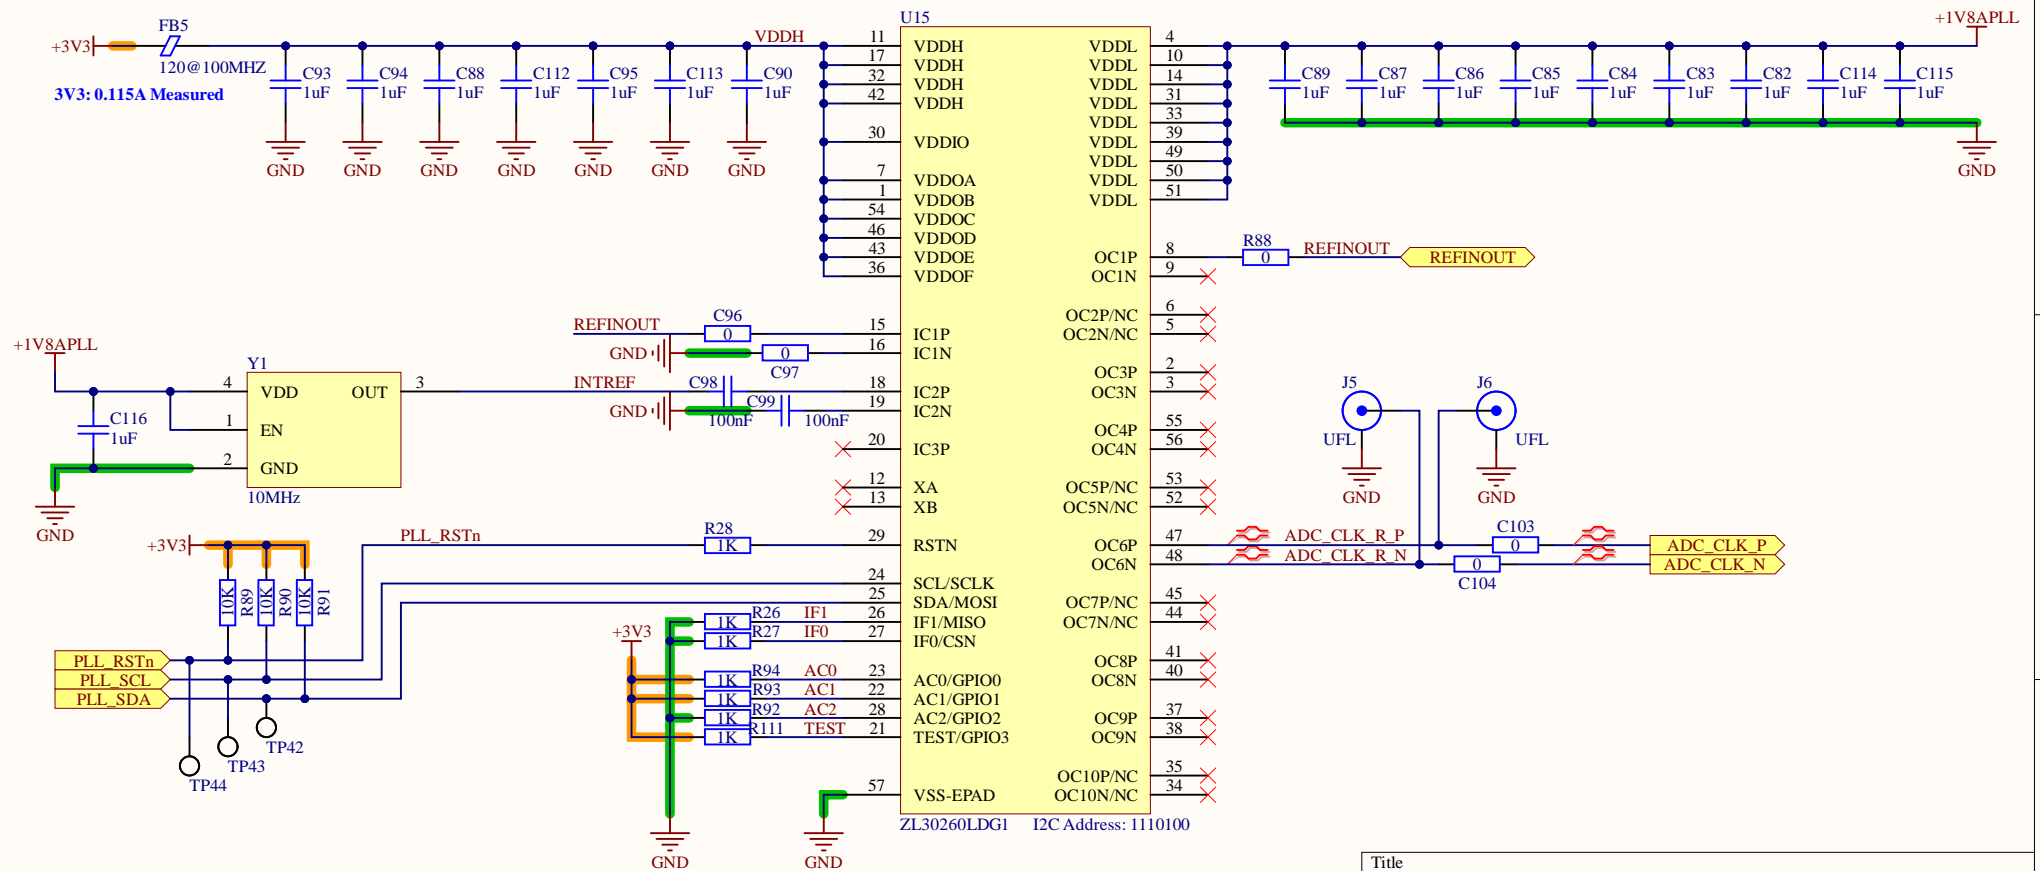 U15
FB5
+3V3
120@100MHZ
3V3: 0.115A Measured
VDDH
C93
1uF
C94
1uF
C88
1uF
C112
1uF
C95
1uF
C113
1uF
C90
1uF
GND GND GND GND GND GND GND
11 VDDH
17 VDDH
32 VDDH
42 VDDH
30 VDDIO
7 VDDOA
1 VDDOB
54 VDDOC
46 VDDOD
43 VDDOE
36 VDDOF
15 IC1P
16 IC1N
18 IC2P
19 IC2N
20 IC3P
12 XA
13 XB
29 RSTN
24 SCL/SCLK
25 SDA/MOSI
26 IF1/MISO
27 IF0/CSN
23 AC0/GPIO0
22 AC1/GPIO1
28 AC2/GPIO2
21 TEST/GPIO3
57 VSS-EPAD
VDDL 4
VDDL 10
VDDL 14
VDDL 31
VDDL 33
VDDL 39
VDDL 49
VDDL 50
VDDL 51
OC1P 8
OC1N 9
OC2P/NC 6
OC2N/NC 5
OC3P 2
OC3N 3
OC4P 55
OC4N 56
OC5P/NC 53
OC5N/NC 52
OC6P 47
OC6N 48
OC7P/NC 45
OC7N/NC 44
OC8P 41
OC8N 40
OC9P 37
OC9N 38
OC10P/NC 35
OC10N/NC 34
ZL30260LDG1 I2C Address: 1110100
+1V8APLL
C89
1uF
C87
1uF
C86
1uF
C85
1uF
C84
1uF
C83
1uF
C82
1uF
C114
1uF
C115
1uF
GND
R88
0
REFINOUT
REFINOUT
REFINOUT
C96
0
GND
0
C97
INTREF
C98
100nF
GND
C99
100nF
+1V8APLL
C116
1uF
GND
Y1
4 VDD
1 EN
2 GND
OUT 3
10MHz
+3V3
10K R89
10K R90
10K R91
PLL_RSTn
R28
1K
PLL_RSTn
PLL_SCL
PLL_SDA
TP42
TP43
TP44
+3V3
1K R26 IF1
1K R27 IF0
1K R94 AC0
1K R93 AC1
1K R92 AC2
1K R111 TEST
GND
GND
J5
UFL
GND
J6
UFL
GND
ADC_CLK_R_P
ADC_CLK_R_N
C103
0
0
C104
ADC_CLK_P
ADC_CLK_N
Title